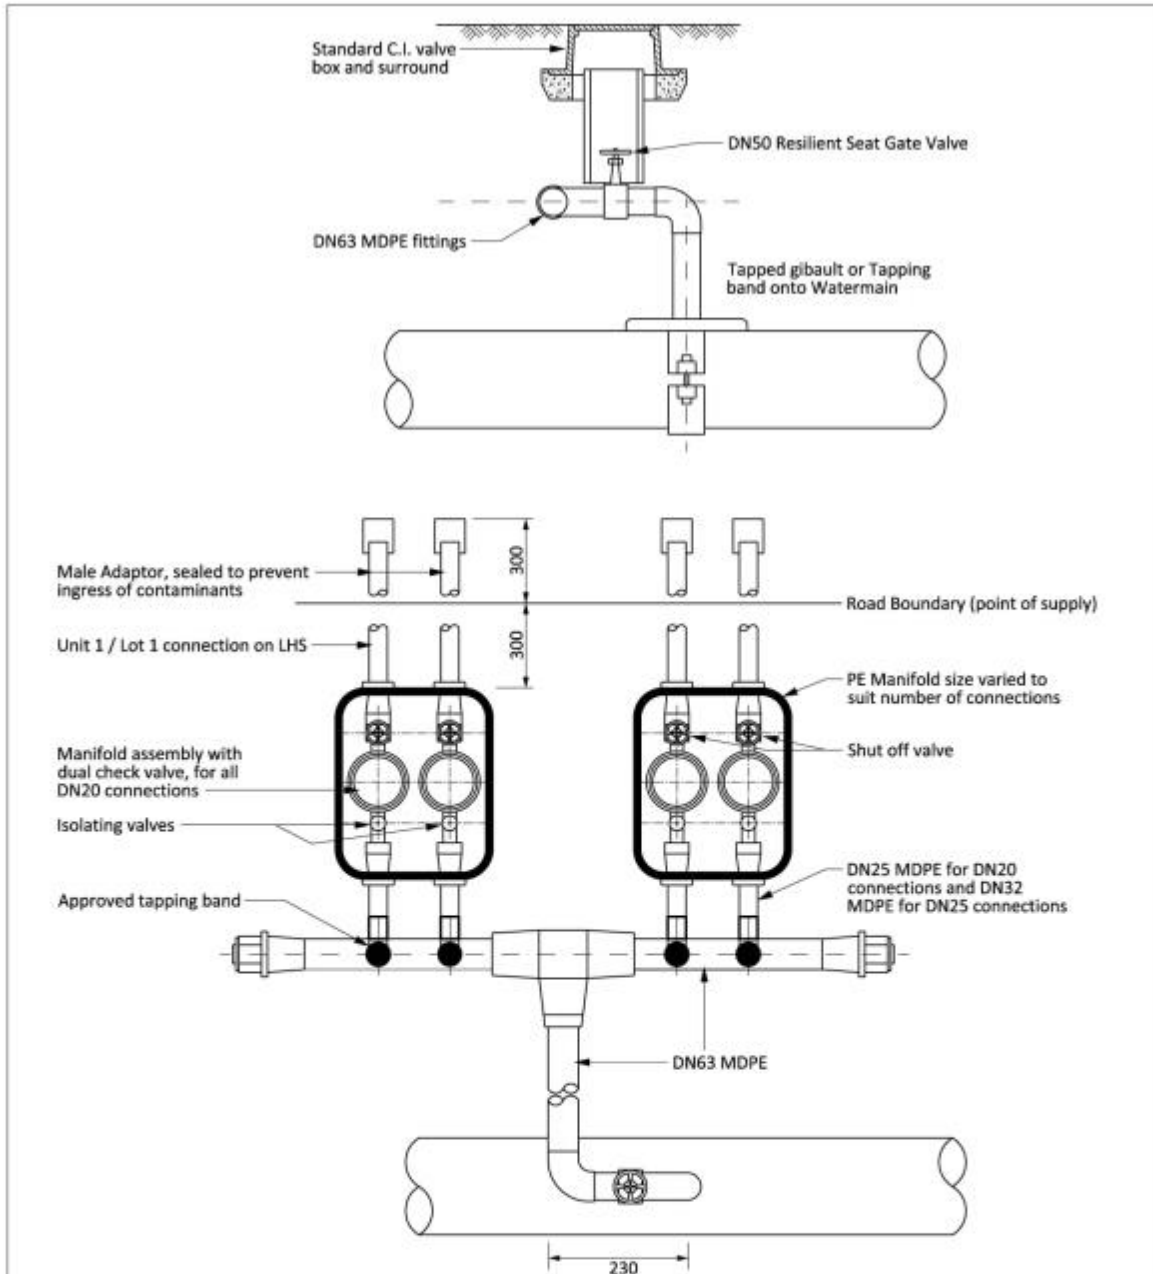 Standard C.I. valve
box and surround
DN50 Resilient Seat Gate Valve
DN63 MDPE fittings
Tapped gibault or Tapping
band onto Watermain
300
Male Adaptor, sealed to prevent
ingress of contaminants
Road Boundary (point of supply)
Unit 1 / Lot 1 connection on LHS
300
PE Manifold size varied to
suit number of connections
Shut off valve
Manifold assembly with
dual check valve, for all
DN20 connections
Isolating valves
DN25 MDPE for DN20
connections and DN32
MDPE for DN25 connections
Approved tapping band
DN63 MDPE
230